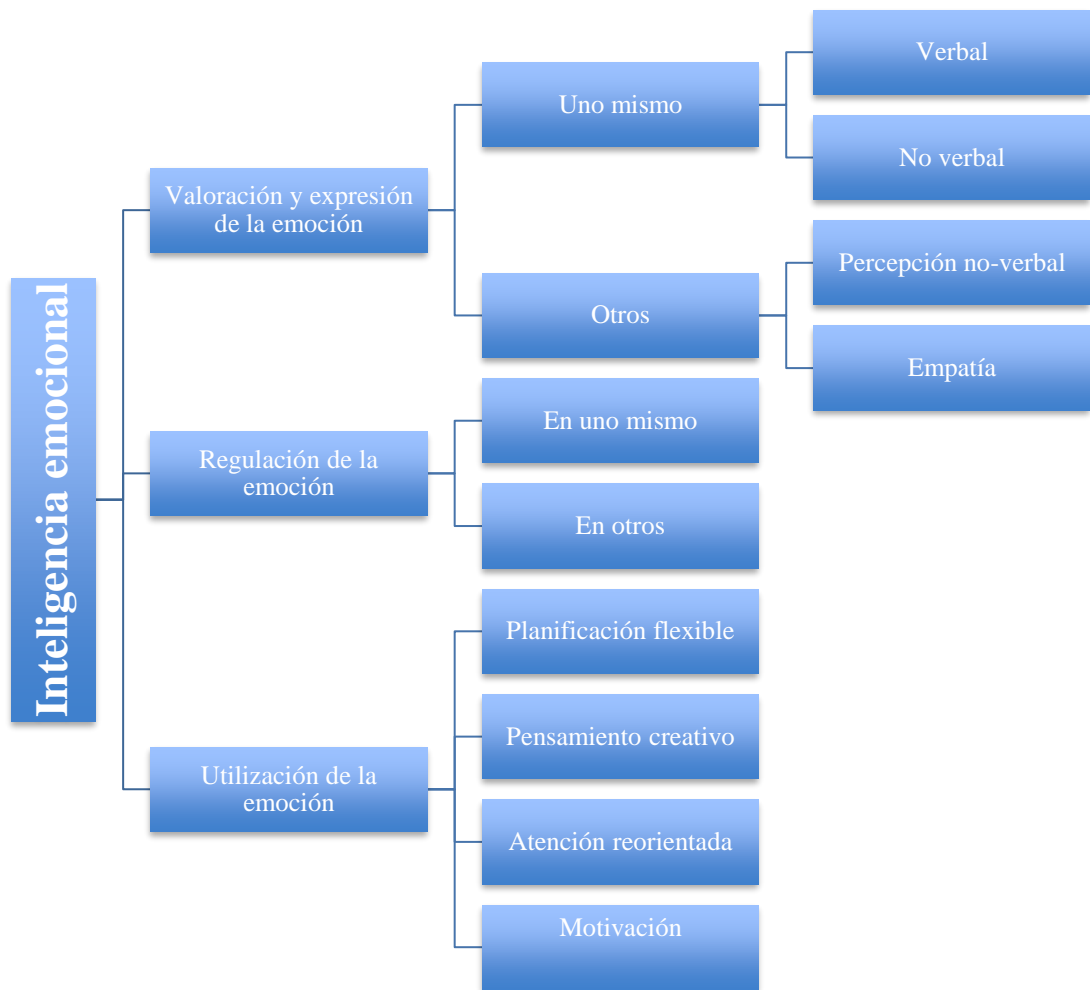 Inteligencia emocional
Valoración y expresión
de la emoción
Uno mismo
Verbal
No verbal
Otros
Percepción no-verbal
Empatía
Regulación de la
emoción
En uno mismo
En otros
Utilización de la
emoción
Planificación flexible
Pensamiento creativo
Atención reorientada
Motivación